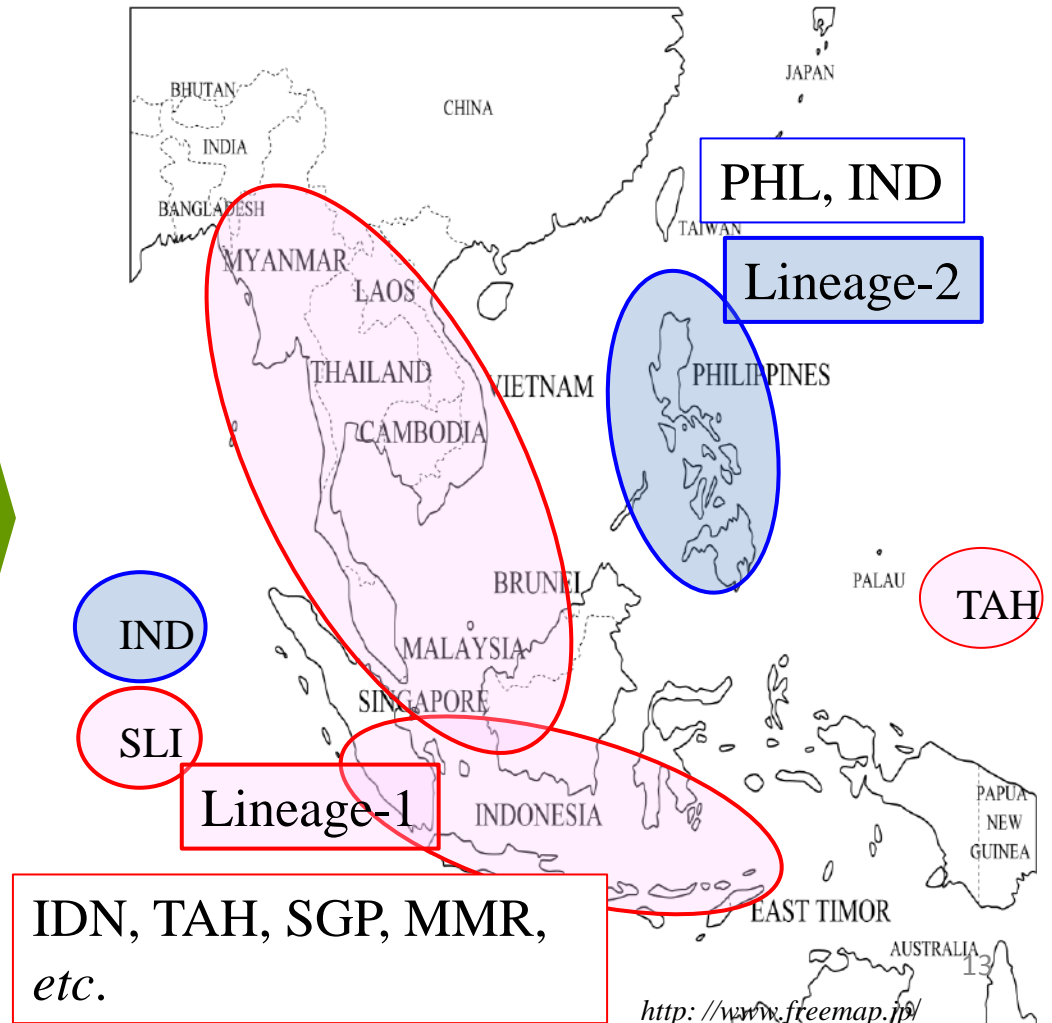 JAPAN
BHUTAN
CHINA
INDIA
PHL, IND
BANGLADESH
TAIWAN
MYANMAR
Lineage-2
LAOS
THAILAND
VIETNAM
PHILIPPINES
CAMBODIA
BRUNEI
PALAU
TAH
IND
MALAYSIA
SINGAPORE
SLI
Lineage-1
INDONESIA
PAPUA
NEW
GUINEA
IDN, TAH, SGP, MMR,
etc.
EAST TIMOR
AUSTRALIA
13
http: //www.freemap.jp/